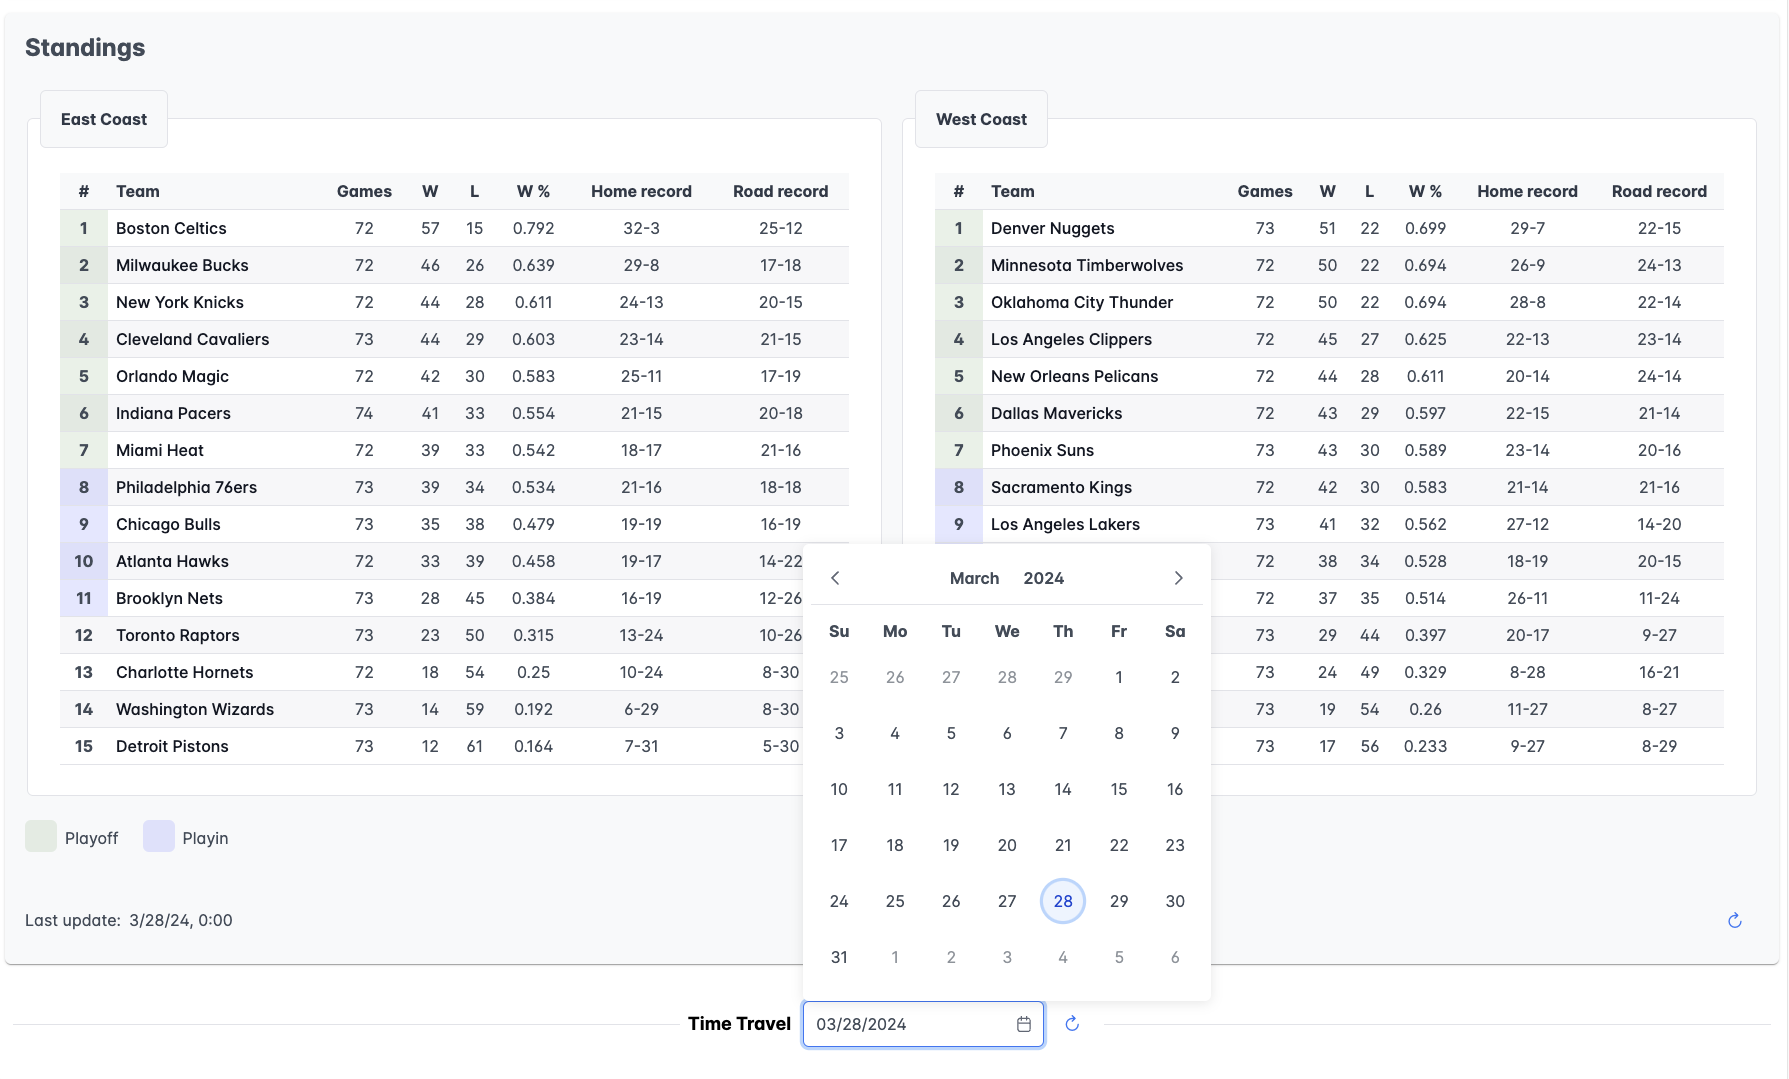 Standings
East Coast
# Team Games W L W % Home record Road record
1 Boston Celtics 72 57 15 0.792 32-3 25-12
2 Milwaukee Bucks 72 46 26 0.639 29-8 17-18
3 New York Knicks 72 44 28 0.611 24-13 20-15
4 Cleveland Cavaliers 73 44 29 0.603 23-14 21-15
5 Orlando Magic 72 42 30 0.583 25-11 17-19
6 Indiana Pacers 74 41 33 0.554 21-15 20-18
7 Miami Heat 72 39 33 0.542 18-17 21-16
8 Philadelphia 76ers 73 39 34 0.534 21-16 18-18
9 Chicago Bulls 73 35 38 0.479 19-19 16-19
10 Atlanta Hawks 72 33 39 0.458 19-17 14-22
11 Brooklyn Nets 73 28 45 0.384 16-19 12-26
12 Toronto Raptors 73 23 50 0.315 13-24 10-26
13 Charlotte Hornets 72 18 54 0.25 10-24 8-30
14 Washington Wizards 73 14 59 0.192 6-29 8-30
15 Detroit Pistons 73 12 61 0.164 7-31 5-30
West Coast
# Team Games W L W % Home record Road record
1 Denver Nuggets 73 51 22 0.699 29-7 22-15
2 Minnesota Timberwolves 72 50 22 0.694 26-9 24-13
3 Oklahoma City Thunder 72 50 22 0.694 28-8 22-14
4 Los Angeles Clippers 72 45 27 0.625 22-13 23-14
5 New Orleans Pelicans 72 44 28 0.611 20-14 24-14
6 Dallas Mavericks 72 43 29 0.597 22-15 21-14
7 Phoenix Suns 73 43 30 0.589 23-14 20-16
8 Sacramento Kings 72 42 30 0.583 21-14 21-16
9 Los Angeles Lakers 73 41 32 0.562 27-12 14-20
72 38 34 0.528 18-19 20-15
72 37 35 0.514 26-11 11-24
73 29 44 0.397 20-17 9-27
73 24 49 0.329 8-28 16-21
73 19 54 0.26 11-27 8-27
73 17 56 0.233 9-27 8-29
March 2024
Su Mo Tu We Th Fr Sa
25 26 27 28 29 1 2
3 4 5 6 7 8 9
10 11 12 13 14 15 16
17 18 19 20 21 22 23
24 25 26 27 28 29 30
31 1 2 3 4 5 6
Playoff Playin
Last update: 3/28/24, 0:00
Time Travel 03/28/2024